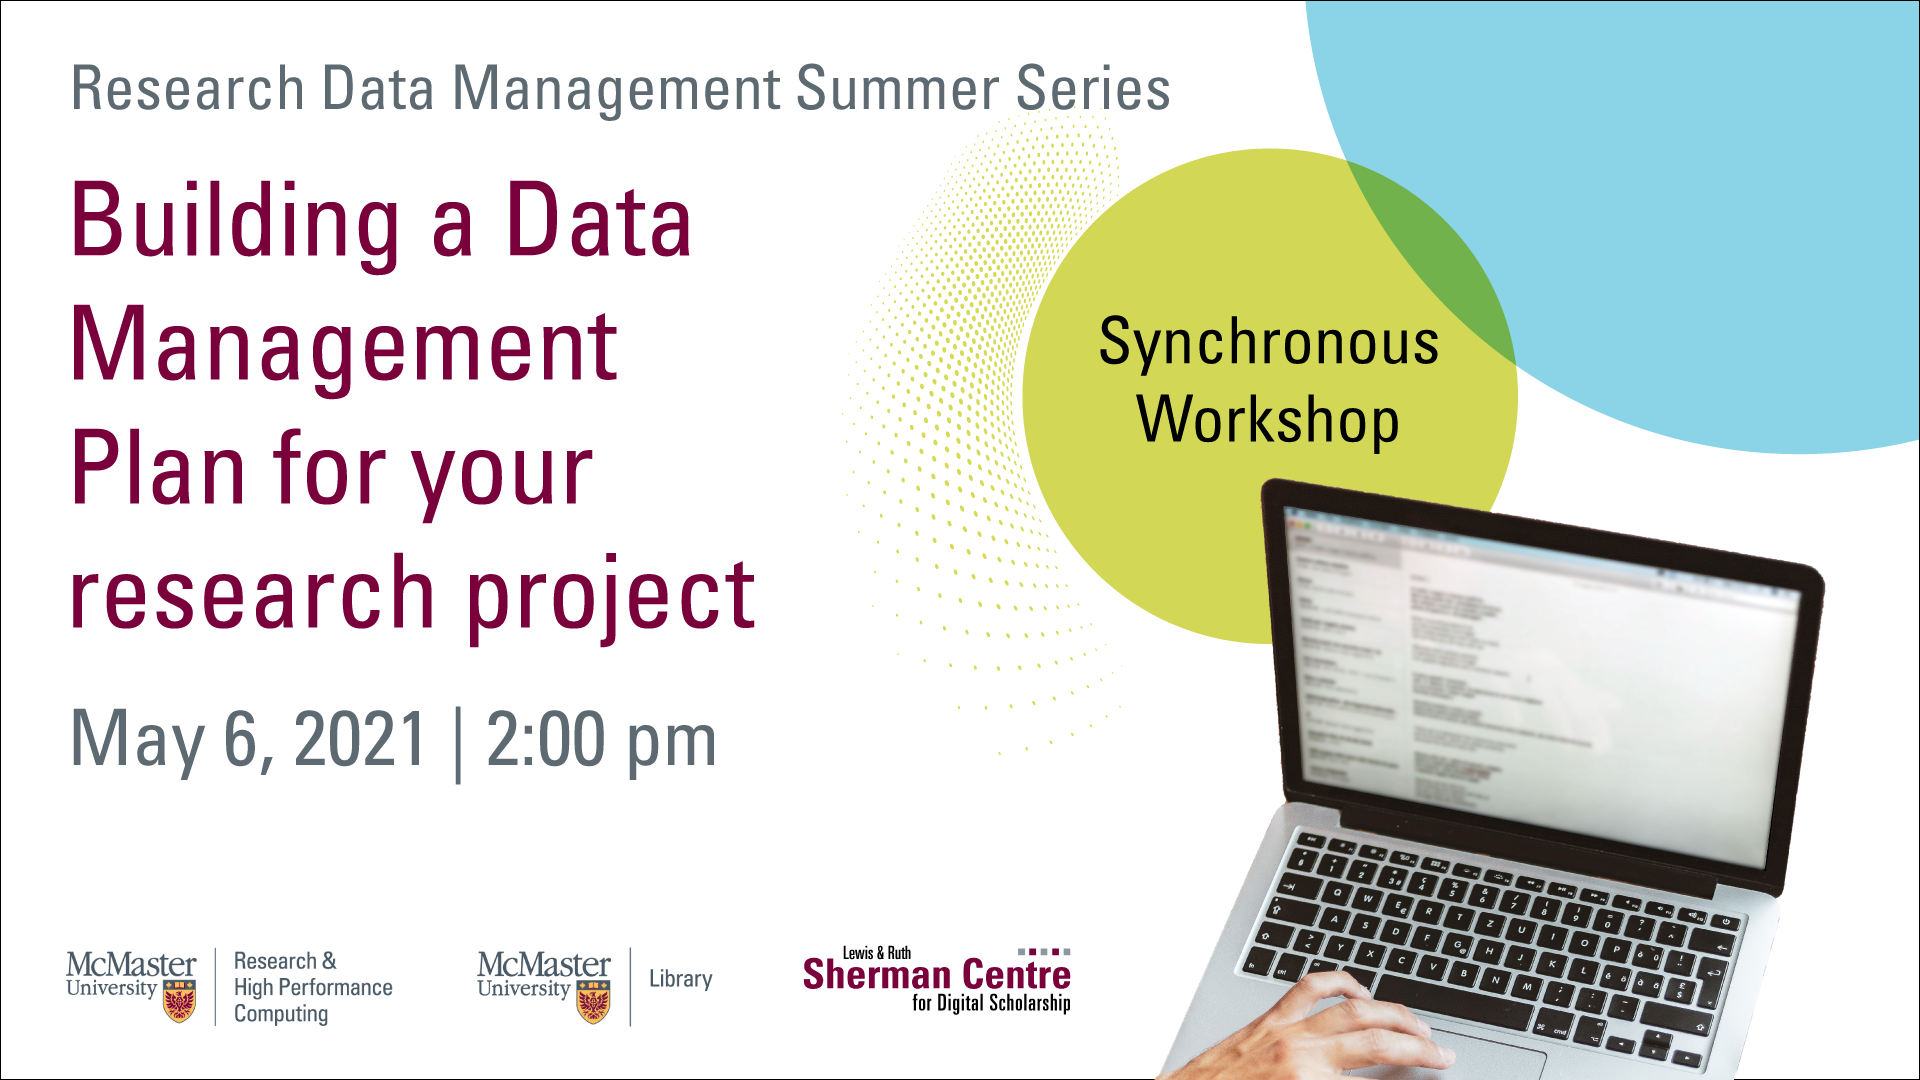 Research Data Management Summer Series
Building a Data
Management
Plan for your
research project
May 6, 2021 | 2:00 pm
Synchronous
Workshop
McMaster
University
Research &
High Performance
Computing
McMaster
University
Library
Lewis & Ruth
Sherman Centre
for Digital Scholarship